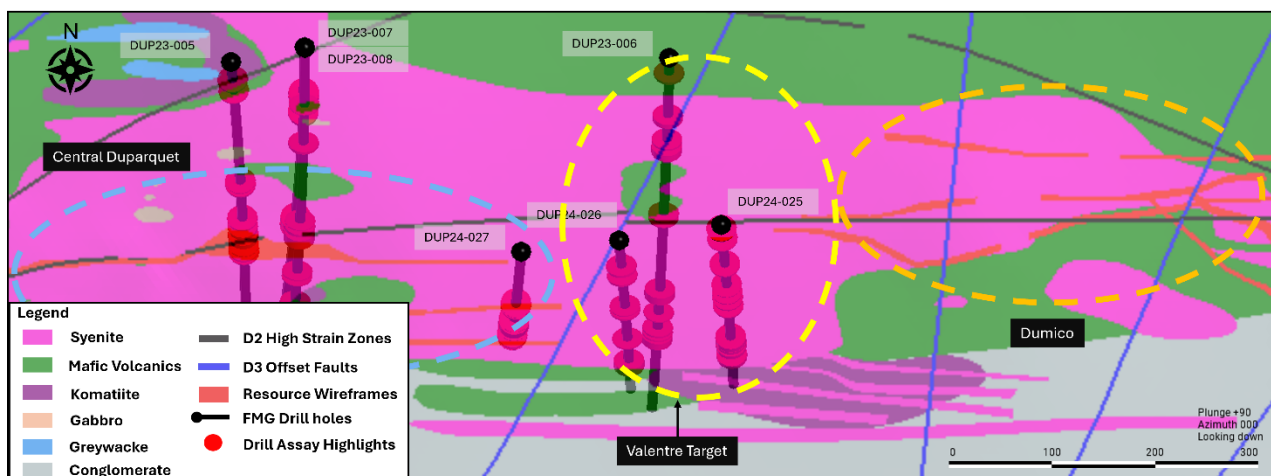 N
DUP23-005
DUP23-007
DUP23-008
DUP23-006
Central Duparquet
DUP24-027
DUP24-026
DUP24-025
Dumico
Valentre Target
Legend
Syenite
Mafic Volcanics
Komatiite
Gabbro
Greywacke
Conglomerate
D2 High Strain Zones
D3 Offset Faults
Resource Wireframes
FMG Drill holes
Drill Assay Highlights
Plunge +90
Azimuth 000
Looking down
0 100 200 300